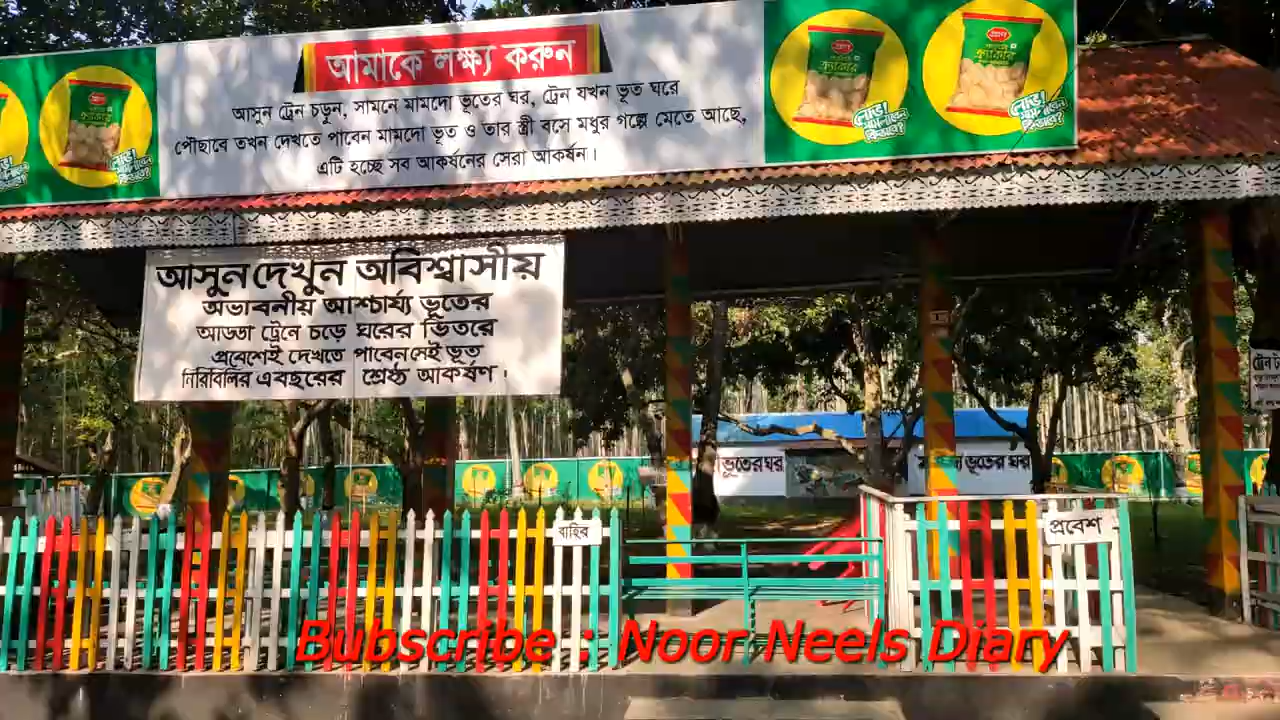 আমাকে লক্ষ্য করুন
আসুন ট্রেন চড়ুন, সামনে মামদো ভূতের ঘর, ট্রেন যখন ভূত ঘরে
পৌছাবে তখন দেখতে পাবেন মামদো ভূত ও তার স্ত্রী বসে মধুর গল্পে মেতে আছে,
এটি হচ্ছে সব আকর্ষনের সেরা আকর্ষন।
আসুন দেখুন অবিশ্বাসীয়
অভাবনীয় আশ্চার্য্য ভূতের
আড্ডা ট্রেনে চড়ে ঘরের ভিতরে
প্রবেশেই দেখতে পাবেন সেই ভূত
নিরিবিলির এবছরের শ্রেষ্ঠ আকর্ষণ।
ভূতের ঘর
ভূতের ঘর
বাহির
প্রবেশ
Bubscribe : Noor Neels Diary